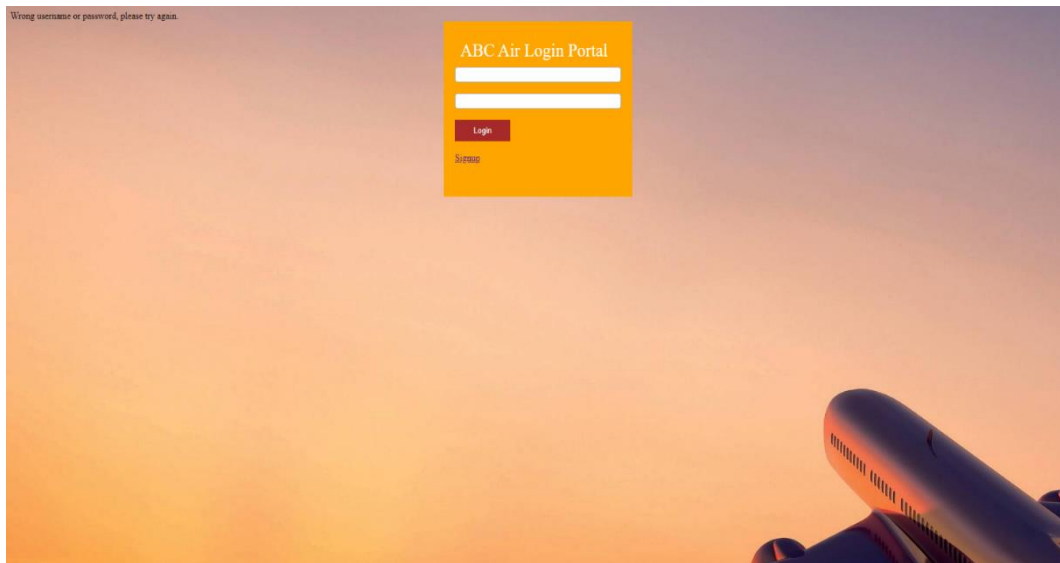 Wrong username or password, please try again.
ABC Air Login Portal
Login
Signup